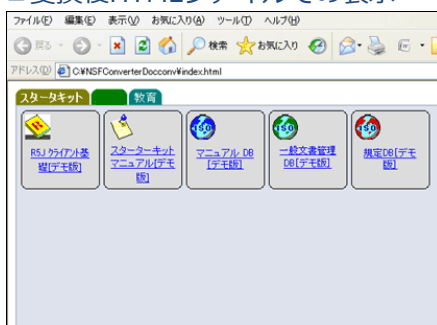 変換後HTMLファイルでの表示
ファイル(F) 編集(E) 表示(V) お気に入り(A) ツール(T) ヘルプ(H)
戻る 検索 お気に入り
アドレス(D) C:¥NSFConverterDocconv¥index.html
スタータキット 教育
R5J クライアント基礎[デモ版]
スターターキットマニュアル[デモ版]
マニュアル DB[デモ版]
一般文書管理DB[デモ版]
規定DB[デモ版]